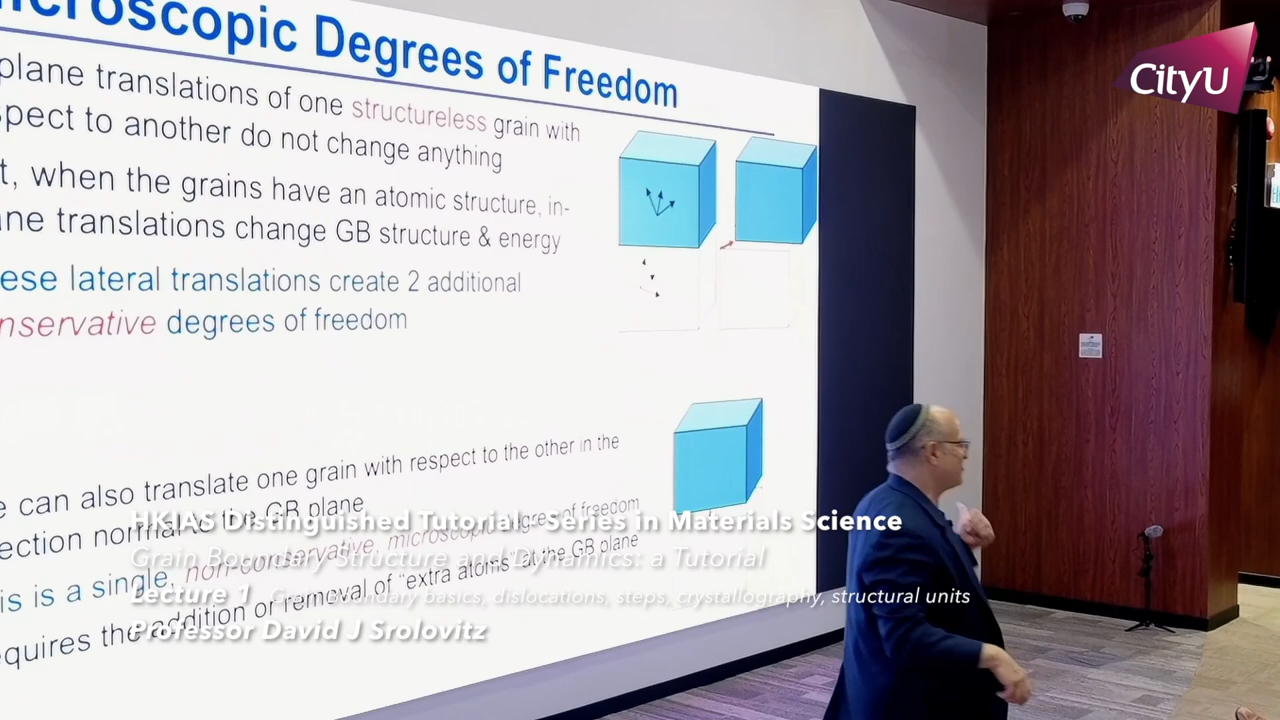 icroscopic Degrees of Freedom
plane translations of one structureless grain with
spect to another do not change anything
t, when the grains have an atomic structure, in-
ne translations change GB structure & energy
ese lateral translations create 2 additional
nservative degrees of freedom
e can also translate one grain with respect to the other in the
ection normal to the GB plane
is is a single, non-conservative, microscopic degree of freedom
equires the addition or removal of "extra atoms" at the GB plane
CityU
HKIAS Distinguished Tutorial Series in Materials Science
Grain Boundary Structure and Dynamics: a Tutorial
Lecture 1 Grain boundary basics, dislocations, steps, crystallography, structural units
Professor David J Srolovitz